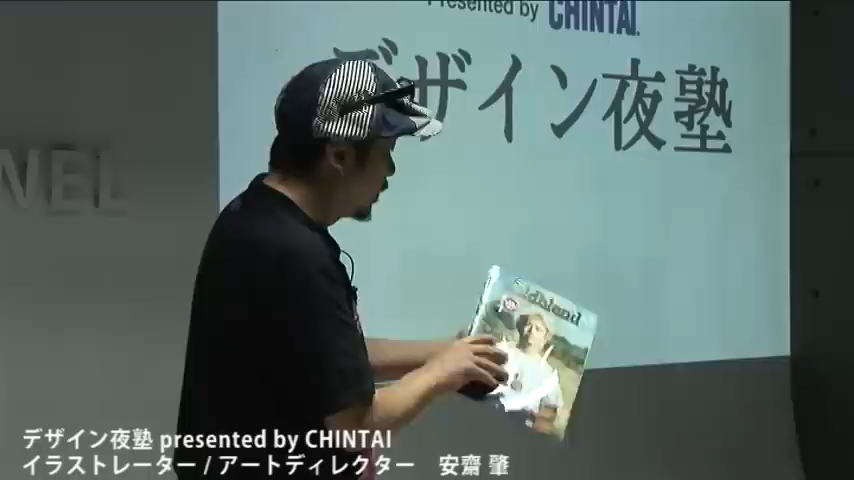 Presented by CHINTAI
デザイン夜塾
NEL
Oidblend
デザイン夜塾 presented by CHINTAI
イラストレーター / アートディレクター 安齋 肇